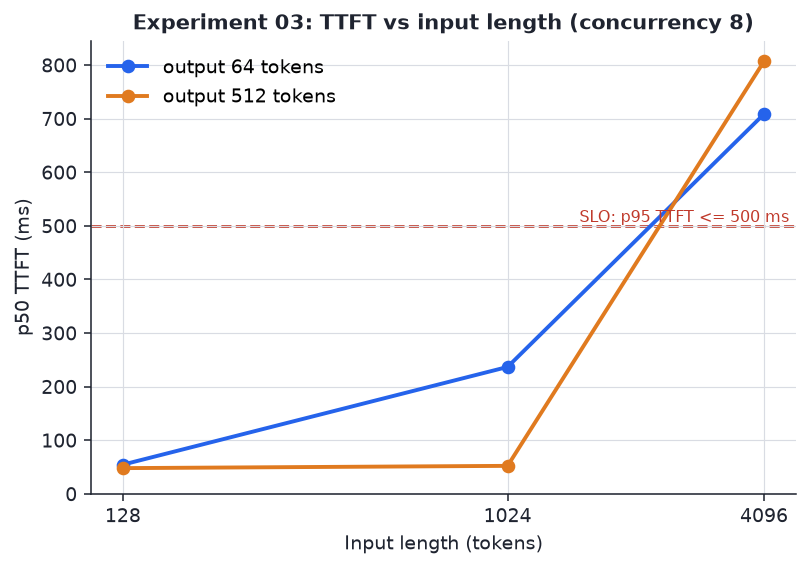 Experiment 03: TTFT vs input length (concurrency 8)
output 64 tokens
output 512 tokens
SLO: p95 TTFT <= 500 ms
p50 TTFT (ms)
800
700
600
500
400
300
200
100
0
128
1024
4096
Input length (tokens)